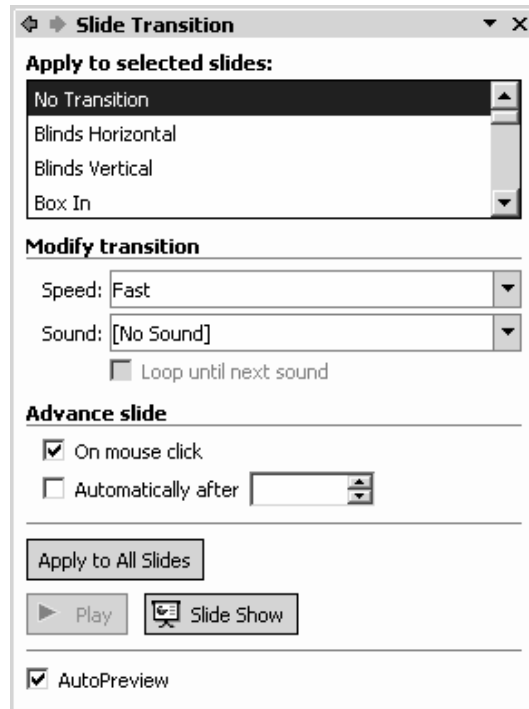 Slide Transition
Apply to selected slides:
No Transition
Blinds Horizontal
Blinds Vertical
Box In
Modify transition
Speed: Fast
Sound: [No Sound]
Loop until next sound
Advance slide
On mouse click
Automatically after
Apply to All Slides
Play Slide Show
AutoPreview